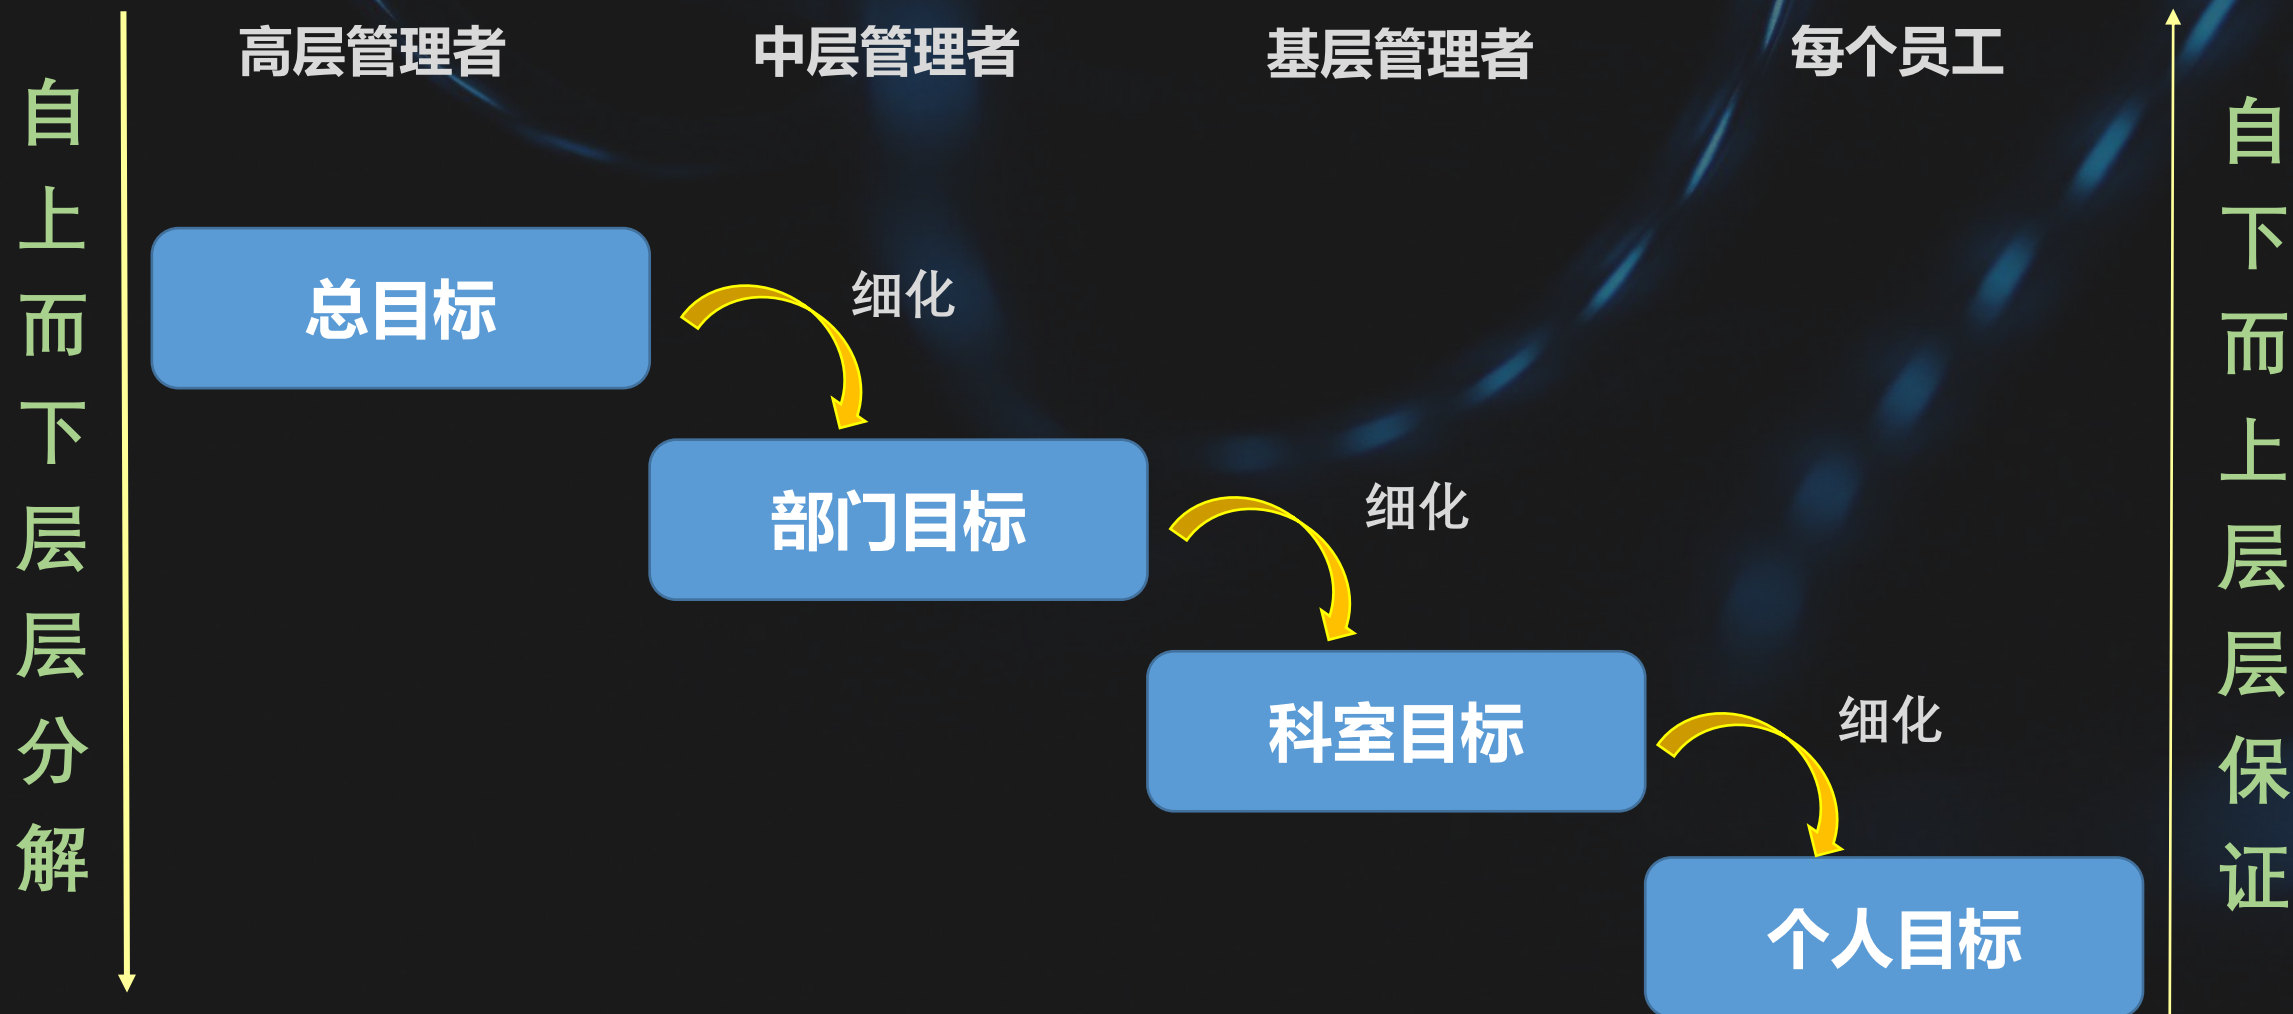 高层管理者
中层管理者
基层管理者
每个员工
自上而下层层分解
总目标
细化
部门目标
细化
科室目标
细化
个人目标
自下而上层层保证